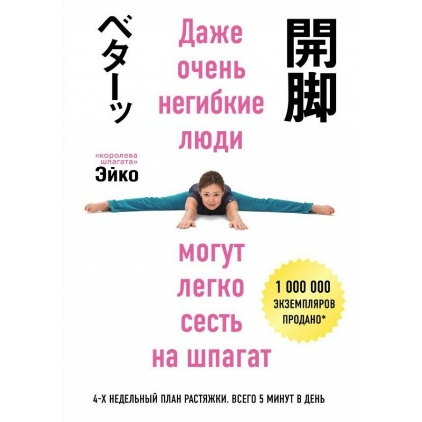 開脚
ベターッ
Даже
очень
негибкие
люди
«королева
шпагата»
Эйко
могут
легко
сесть
на шпагат
1 000 000
ЭКЗЕМПЛЯРОВ
ПРОДАНО*
4-Х НЕДЕЛЬНЫЙ ПЛАН РАСТЯЖКИ. ВСЕГО 5 МИНУТ В ДЕНЬ